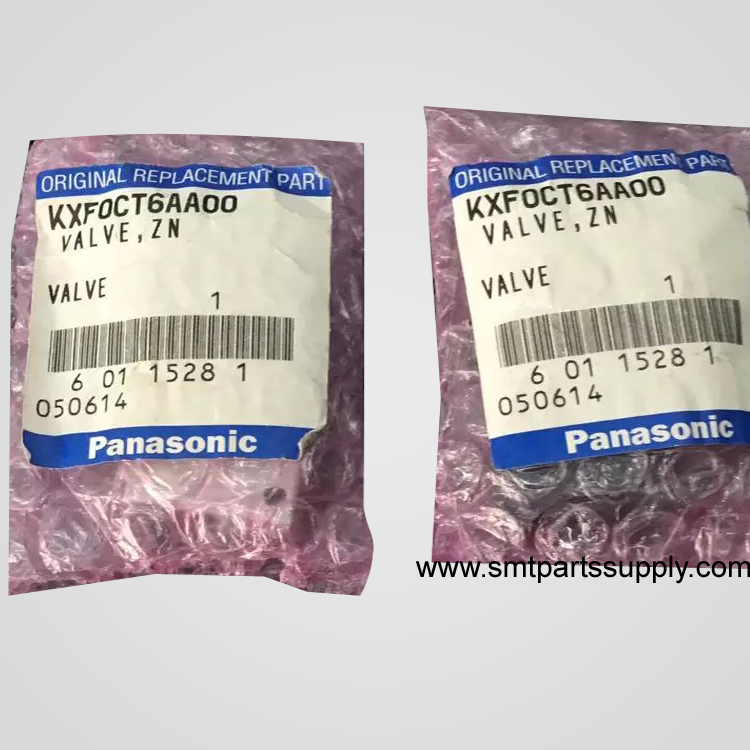 ORIGINAL REPLACEMENT PART
KXF0CT6AA00
VALVE,ZN
VALVE
1
6 01 1528 1
050614
Panasonic
ORIGINAL REPLACEMENT PART
KXF0CT6AA00
VALVE,ZN
VALVE
1
6 01 1528 1
050614
Panasonic
www.smtpartssupply.com